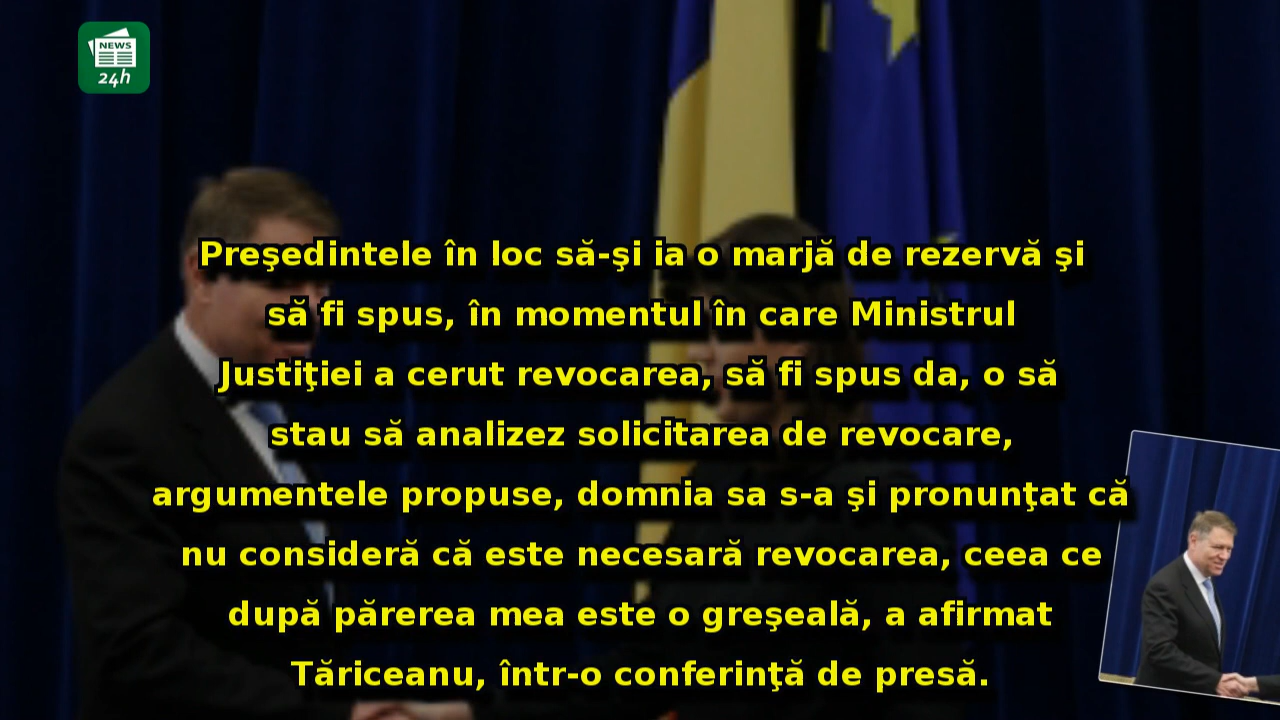 NEWS
24h
Preşedintele în loc să-şi ia o marjă de rezervă şi
să fi spus, în momentul în care Ministrul
Justiţiei a cerut revocarea, să fi spus da, o să
stau să analizez solicitarea de revocare,
argumentele propuse, domnia sa s-a şi pronunţat că
nu consideră că este necesară revocarea, ceea ce
după părerea mea este o greşeală, a afirmat
Tăriceanu, într-o conferinţă de presă.